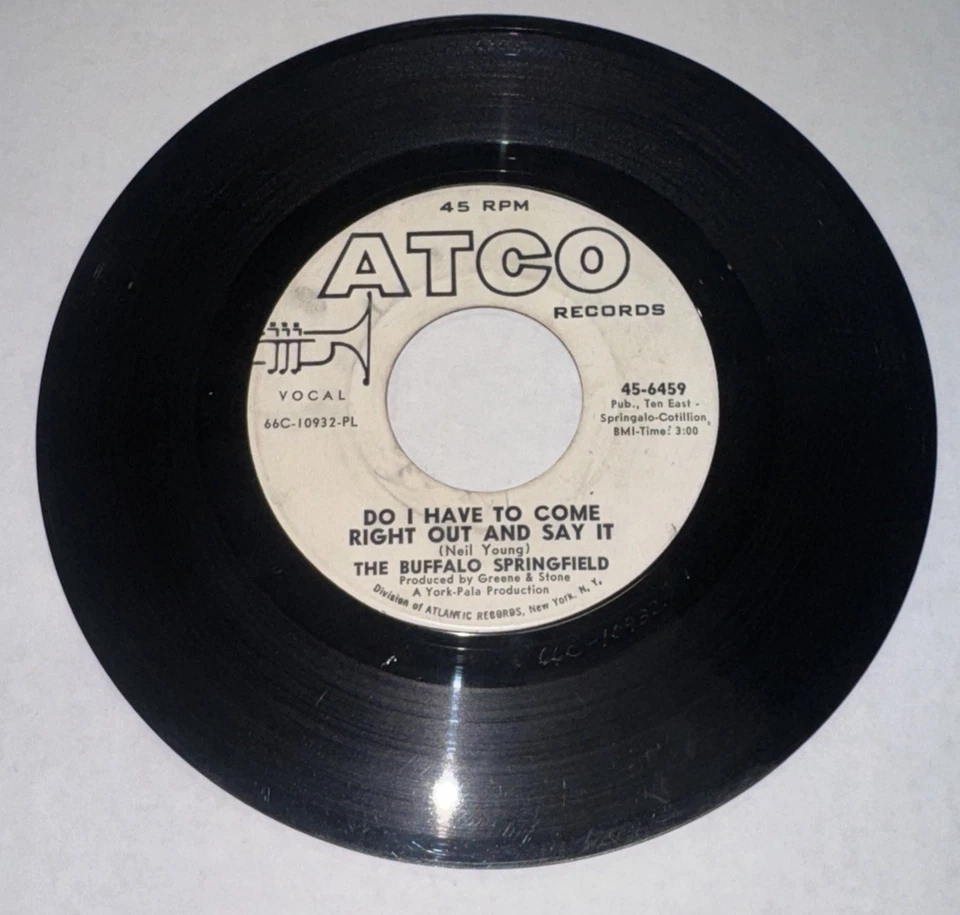 45 RPM
ATCO
RECORDS
VOCAL
66C-10932-PL
45-6459
Pub., Ten East -
Springalo-Cotillion,
BMI-Time: 3:00
DO I HAVE TO COME
RIGHT OUT AND SAY IT
(Neil Young)
THE BUFFALO SPRINGFIELD
Produced by Greene & Stone
A York-Pala Production
Division of ATLANTIC RECORDS, New York, N. Y.